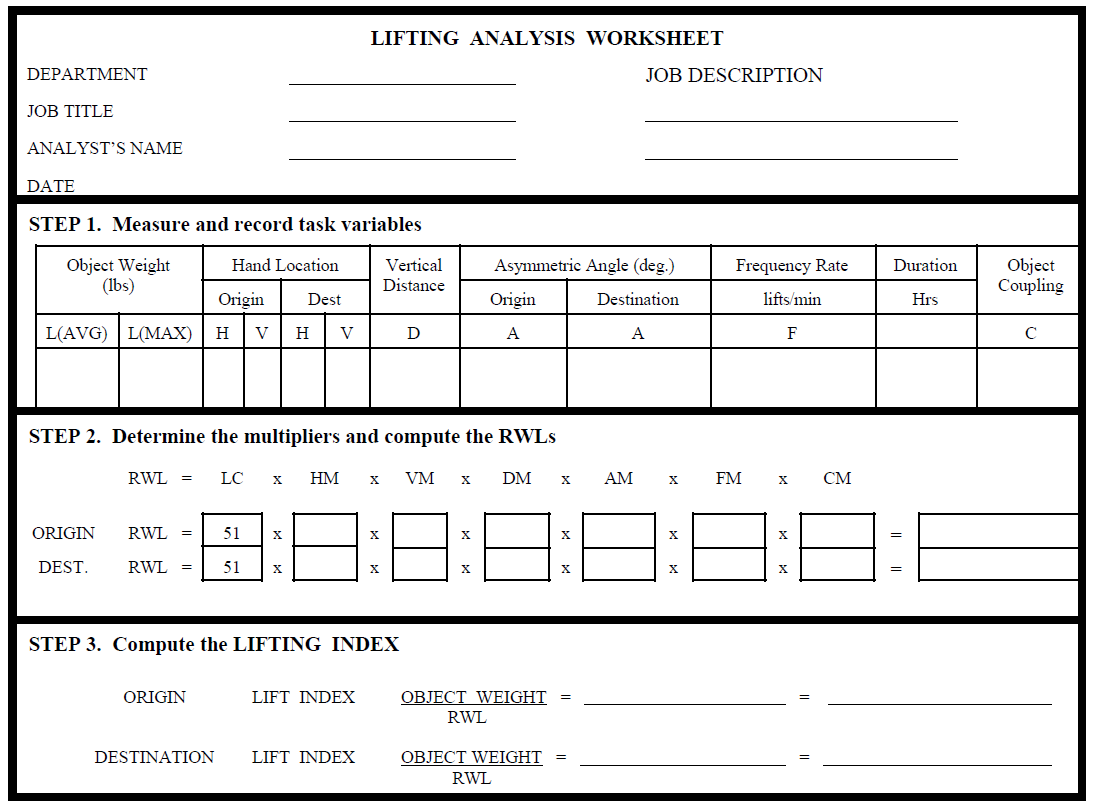 LIFTING ANALYSIS WORKSHEET
DEPARTMENT JOB DESCRIPTION
JOB TITLE
ANALYST'S NAME
DATE
STEP 1. Measure and record task variables
Object Weight Hand Location Vertical Asymmetric Angle (deg.) Frequency Rate Duration Object
(lbs) Distance Coupling
Origin Dest Origin Destination lifts/min Hrs
L(AVG) L(MAX) H V H V D A A F C
STEP 2. Determine the multipliers and compute the RWLs
RWL = LC x HM x VM x DM x AM x FM x CM
ORIGIN RWL = 51 x x x x x x =
DEST. RWL = 51 x x x x x x =
STEP 3. Compute the LIFTING INDEX
ORIGIN LIFT INDEX OBJECT WEIGHT = =
RWL
DESTINATION LIFT INDEX OBJECT WEIGHT = =
RWL